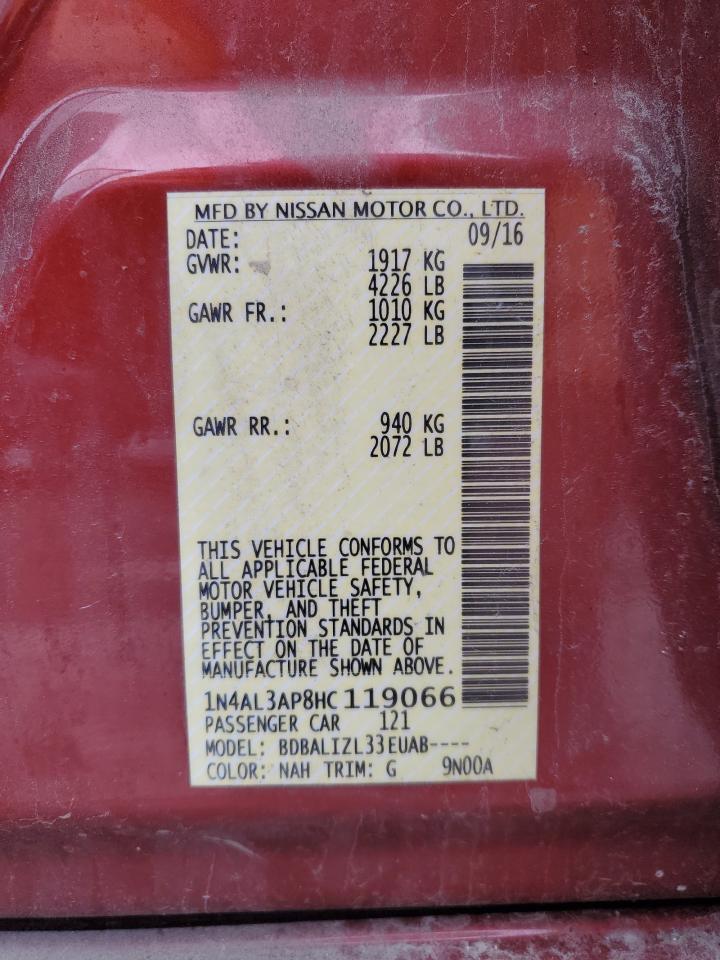 MFD BY NISSAN MOTOR CO., LTD.
DATE: 09/16
GVWR: 1917 KG
4226 LB
GAWR FR.: 1010 KG
2227 LB
GAWR RR.: 940 KG
2072 LB
THIS VEHICLE CONFORMS TO
ALL APPLICABLE FEDERAL
MOTOR VEHICLE SAFETY,
BUMPER, AND THEFT
PREVENTION STANDARDS IN
EFFECT ON THE DATE OF
MANUFACTURE SHOWN ABOVE.
1N4AL3AP8HC119066
PASSENGER CAR 121
MODEL: BDBALIZL33EUAB----
COLOR: NAH TRIM: G 9N00A